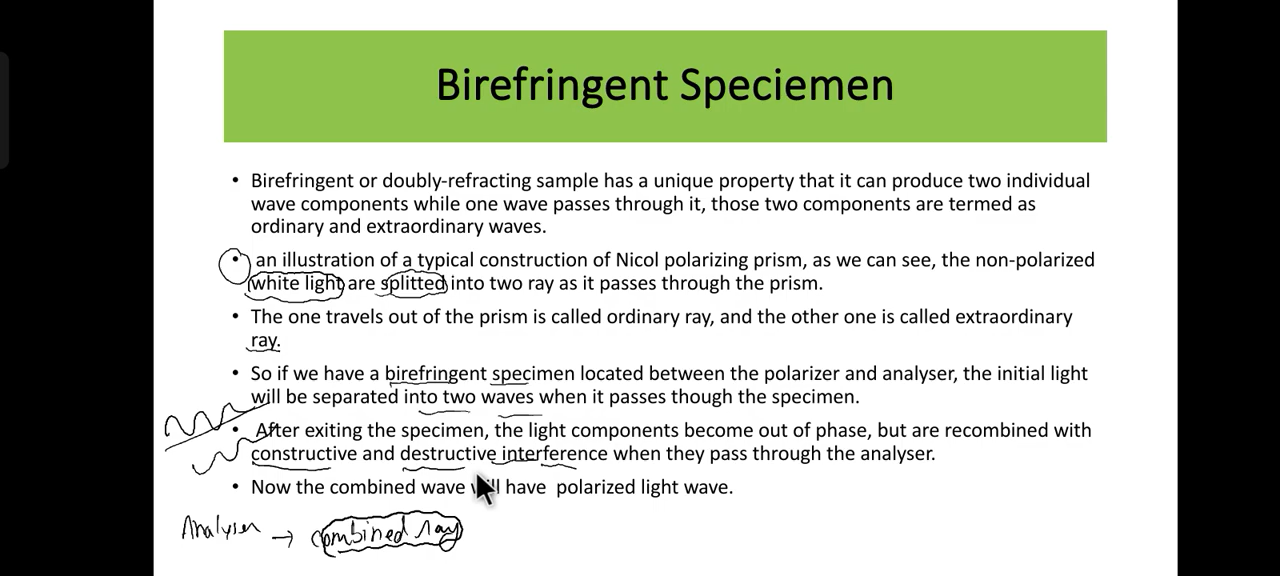 Birefringent Speciemen
• Birefringent or doubly-refracting sample has a unique property that it can produce two individual
wave components while one wave passes through it, those two components are termed as
ordinary and extraordinary waves.
• an illustration of a typical construction of Nicol polarizing prism, as we can see, the non-polarized
white light are splitted into two ray as it passes through the prism.
• The one travels out of the prism is called ordinary ray, and the other one is called extraordinary
ray.
• So if we have a birefringent specimen located between the polarizer and analyser, the initial light
will be separated into two waves when it passes though the specimen.
• After exiting the specimen, the light components become out of phase, but are recombined with
constructive and destructive interference when they pass through the analyser.
• Now the combined wave will have polarized light wave.
Analyser → combined ray